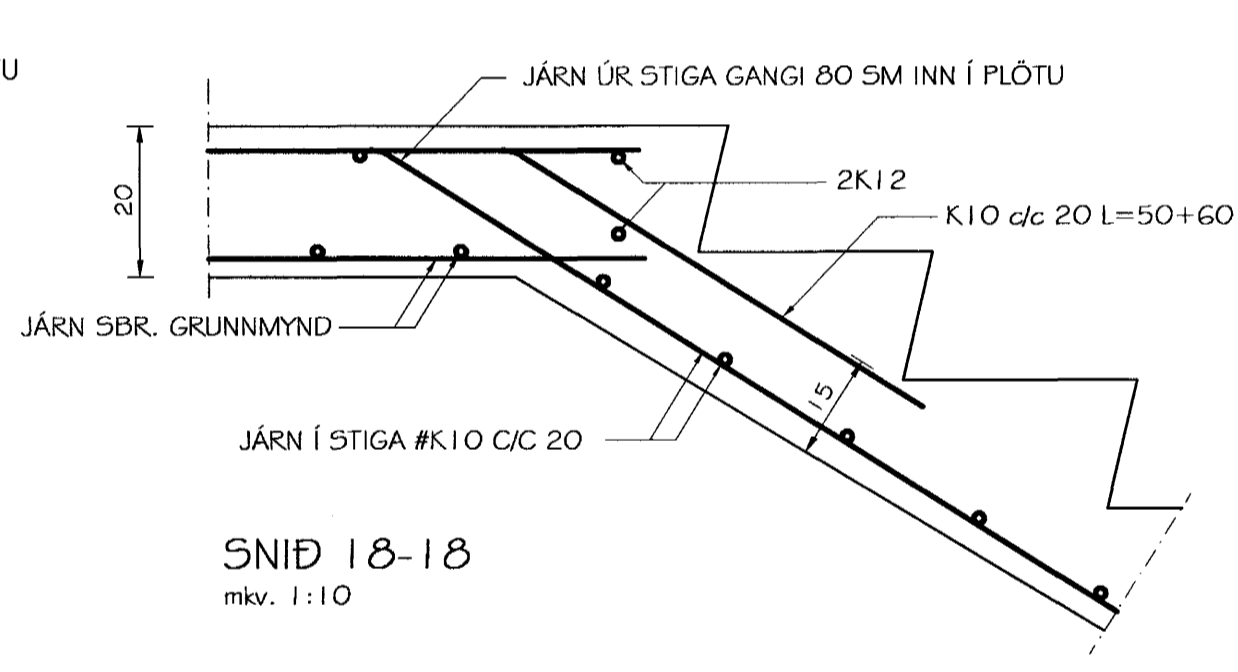 JÁRN ÚR STIGA GANGI 80 SM INN Í PLÖTU
2K12
K10 c/c 20 L=50+60
20
JÁRN SBR. GRUNNMYND
15
JÁRN Í STIGA #K10 C/C 20
SNIÐ 18-18
mkv. 1:10